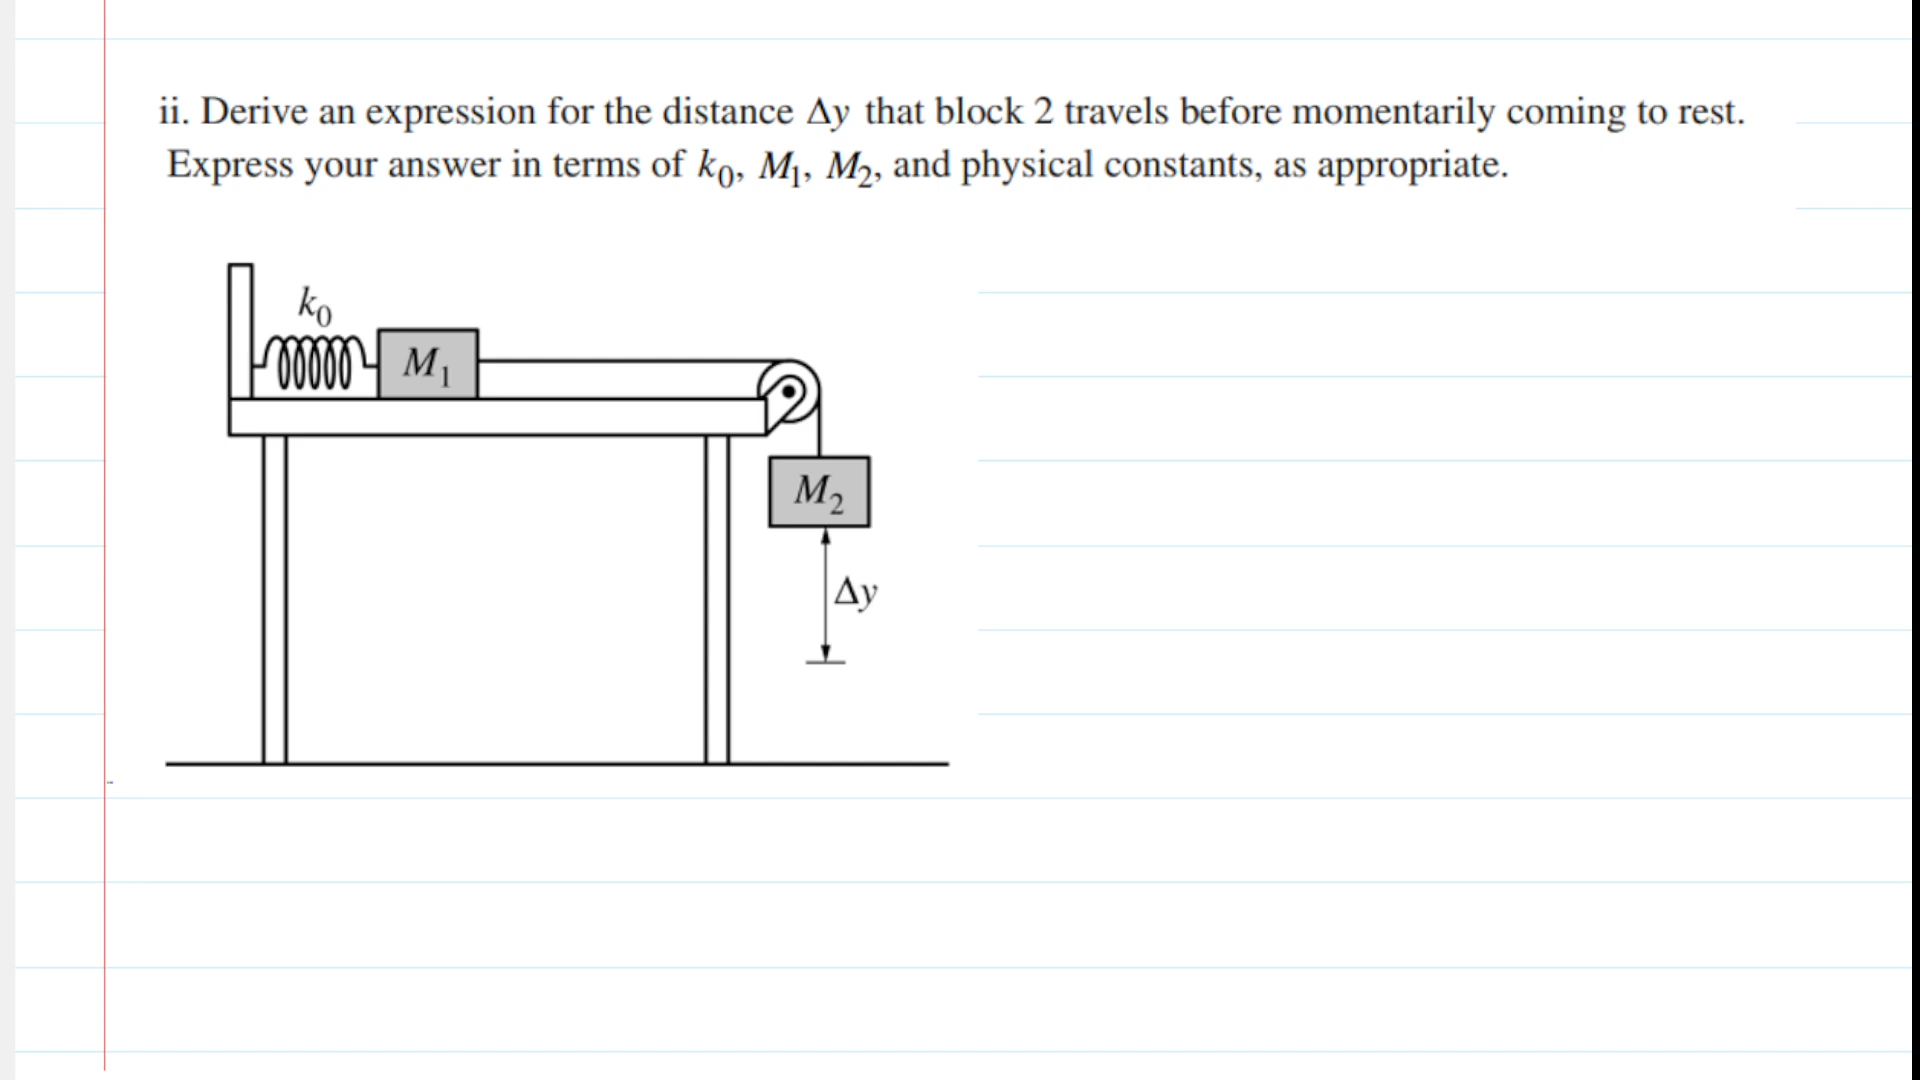 ii. Derive an expression for the distance Δy that block 2 travels before momentarily coming to rest.
Express your answer in terms of k₀, M₁, M₂, and physical constants, as appropriate.
k₀
M₁
M₂
Δy